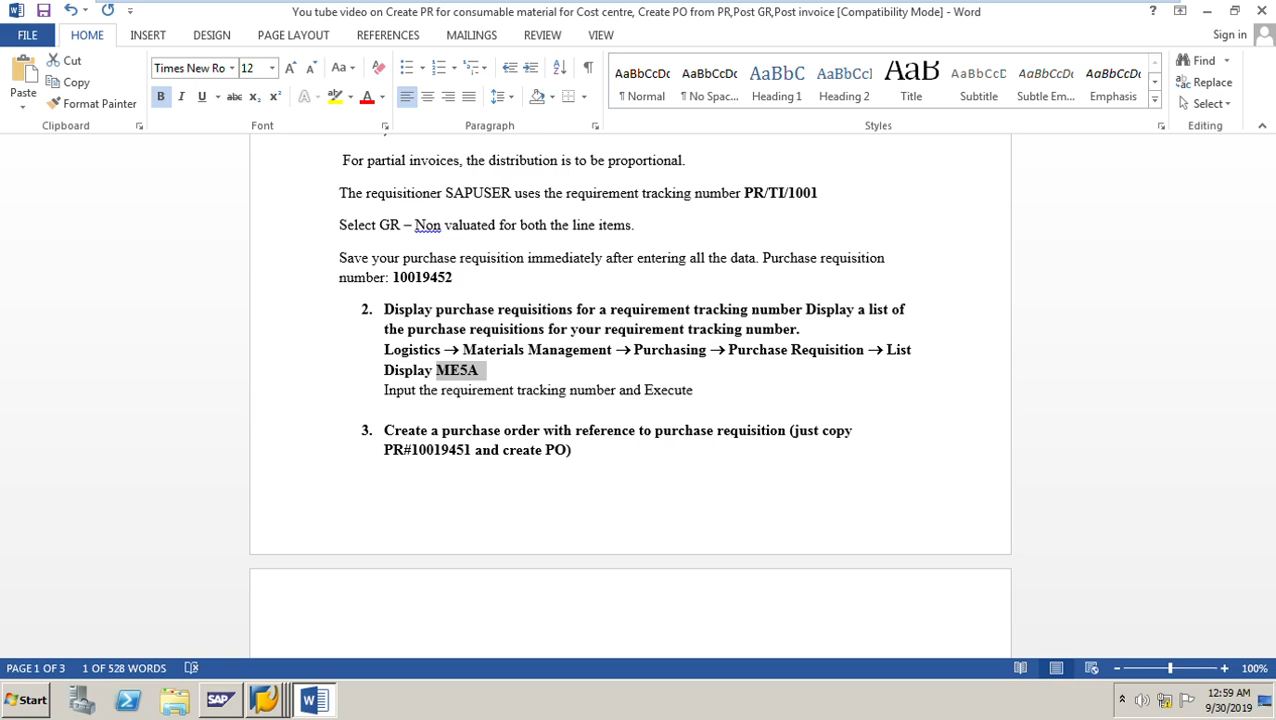 You tube video on Create PR for consumable material for Cost centre, Create PO from PR,Post GR,Post invoice [Compatibility Mode] - Word
FILE HOME INSERT DESIGN PAGE LAYOUT REFERENCES MAILINGS REVIEW VIEW Sign in
Paste Cut Copy Format Painter
Clipboard
Times New Ro 12
Font
Paragraph
AaBbCcDc ¶ Normal
AaBbCcDc ¶ No Spac...
AaBbC Heading 1
AaBbCc Heading 2
AaB Title
AaBbCcD Subtitle
AaBbCcDc Subtle Em...
AaBbCcDc Emphasis
Styles
Find
Replace
Select
Editing
For partial invoices, the distribution is to be proportional.
The requisitioner SAPUSER uses the requirement tracking number PR/TI/1001
Select GR – Non valuated for both the line items.
Save your purchase requisition immediately after entering all the data. Purchase requisition
number: 10019452
2. Display purchase requisitions for a requirement tracking number Display a list of
the purchase requisitions for your requirement tracking number.
Logistics → Materials Management → Purchasing → Purchase Requisition → List
Display ME5A
Input the requirement tracking number and Execute
3. Create a purchase order with reference to purchase requisition (just copy
PR#10019451 and create PO)
PAGE 1 OF 3 1 OF 528 WORDS 100%
Start SAP
12:59 AM
9/30/2019